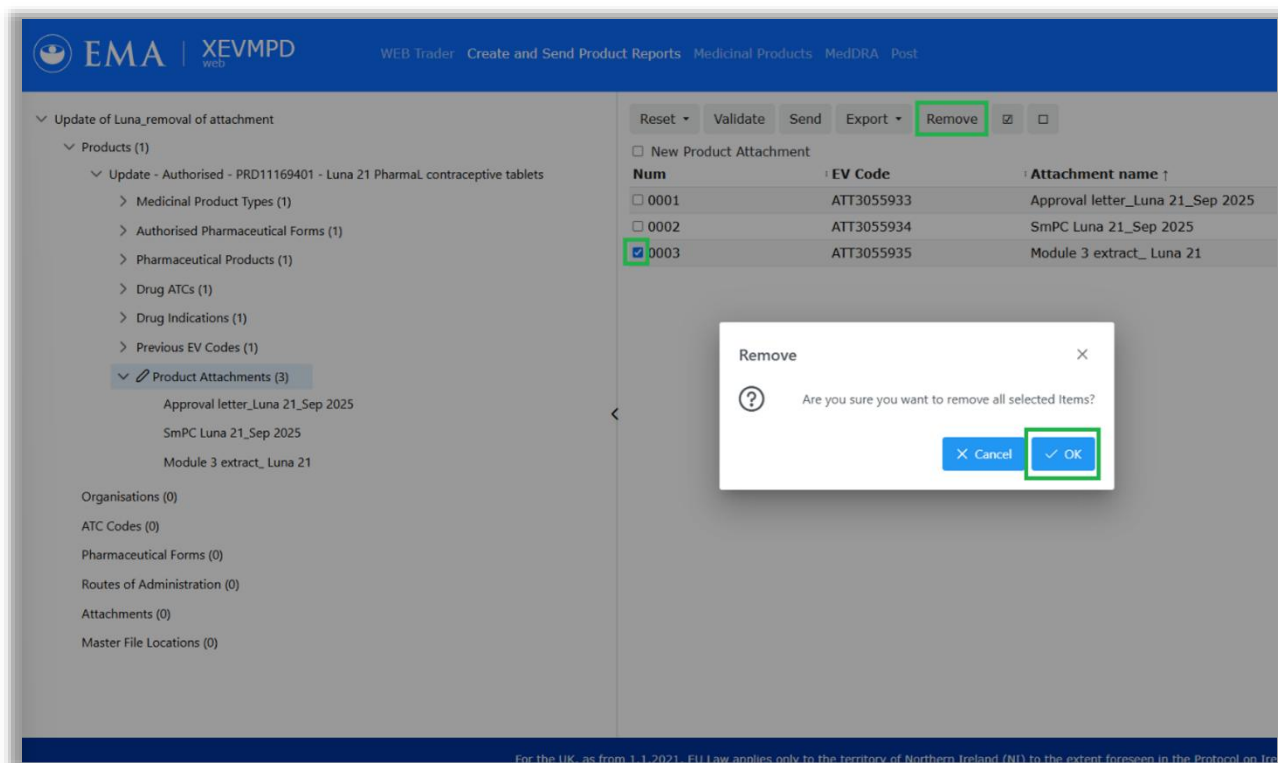 EMA | XEVMPD web
WEB Trader Create and Send Product Reports Medicinal Products MedDRA Post
Update of Luna_removal of attachment
Products (1)
Update - Authorised - PRD11169401 - Luna 21 PharmaL contraceptive tablets
Medicinal Product Types (1)
Authorised Pharmaceutical Forms (1)
Pharmaceutical Products (1)
Drug ATCs (1)
Drug Indications (1)
Previous EV Codes (1)
Product Attachments (3)
Approval letter_Luna 21_Sep 2025
SmPC Luna 21_Sep 2025
Module 3 extract_ Luna 21
Organisations (0)
ATC Codes (0)
Pharmaceutical Forms (0)
Routes of Administration (0)
Attachments (0)
Master File Locations (0)
Reset Validate Send Export Remove
New Product Attachment
Num EV Code Attachment name ↑
0001 ATT3055933 Approval letter_Luna 21_Sep 2025
0002 ATT3055934 SmPC Luna 21_Sep 2025
0003 ATT3055935 Module 3 extract_ Luna 21
Remove
Are you sure you want to remove all selected Items?
Cancel OK
For the UK, as from 1.1.2021, EU Law applies only to the territory of Northern Ireland (NI) to the extent foreseen in the Protocol on